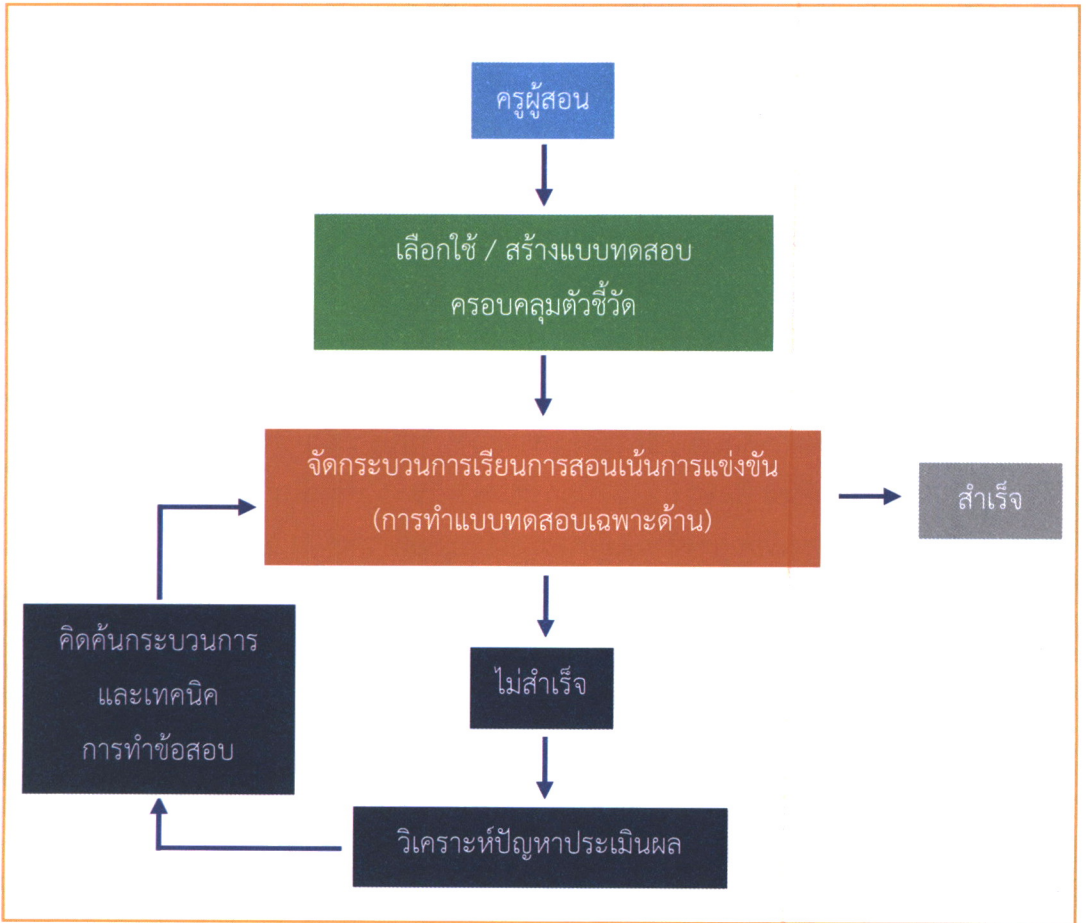 ครูผู้สอน
เลือกใช้ / สร้างแบบทดสอบ
ครอบคลุมตัวชี้วัด
จัดกระบวนการเรียนการสอนเน้นการแข่งขัน
(การทำแบบทดสอบเฉพาะด้าน)
สำเร็จ
ไม่สำเร็จ
วิเคราะห์ปัญหาประเมินผล
คิดค้นกระบวนการ
และเทคนิค
การทำข้อสอบ